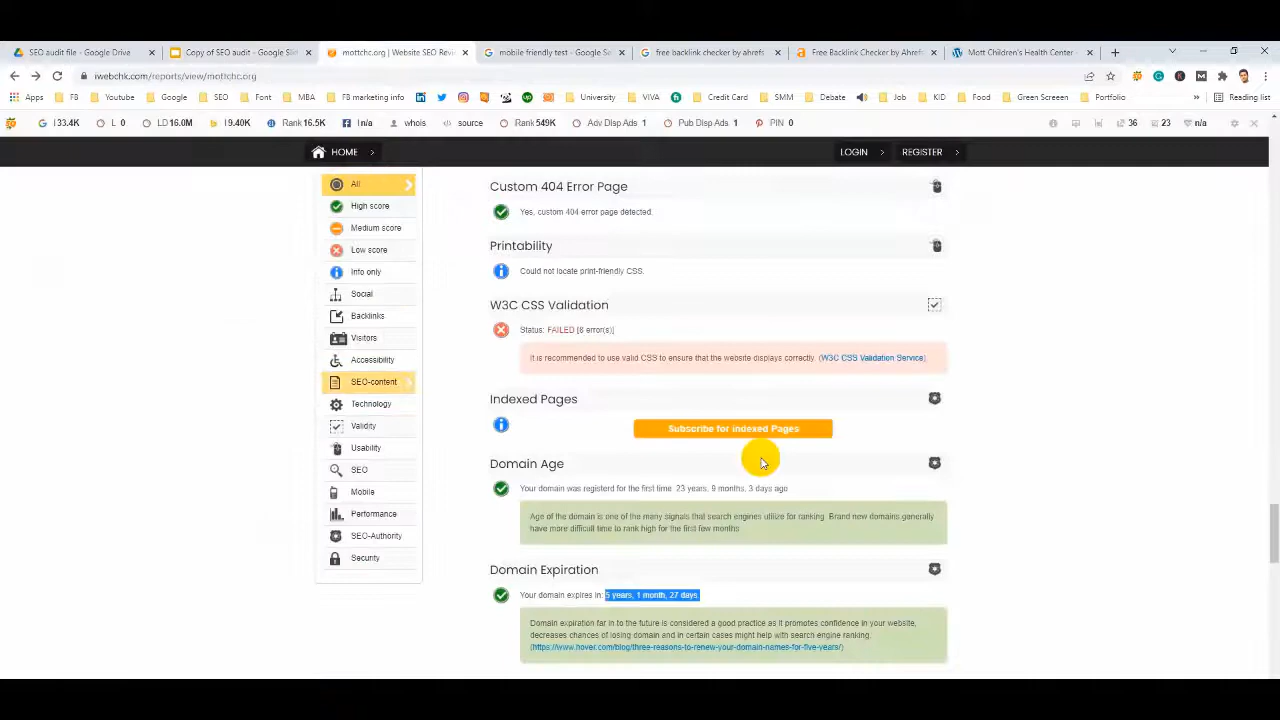 SEO audit file - Google Drive
Copy of SEO audit - Google Slid
mottchc.org | Website SEO Revi
mobile friendly test - Google Se
free backlink checker by ahrefs
Free Backlink Checker by Ahref
Mott Children's Health Center -
iwebchk.com/reports/view/mottchc.org
Apps FB Youtube Google SEO Font MBA FB marketing info University VIVA Credit Card SMM Debate Job KID Food Green Screeen Portfolio Reading list
I 33.4K L 0 LD 16.0M I 9.40K Rank 16.5K I n/a whois source Rank 549K Adv Disp Ads 1 Pub Disp Ads 1 PIN 0 36 23 n/a
HOME LOGIN REGISTER
All
High score
Medium score
Low score
Info only
Social
Backlinks
Visitors
Accessibility
SEO-content
Technology
Validity
Usability
SEO
Mobile
Performance
SEO-Authority
Security
Custom 404 Error Page
Yes, custom 404 error page detected.
Printability
Could not locate print-friendly CSS.
W3C CSS Validation
Status: FAILED [6 error(s)]
It is recommended to use valid CSS to ensure that the website displays correctly. (W3C CSS Validation Service)
Indexed Pages
Subscribe for Indexed Pages
Domain Age
Your domain was registerd for the first time 23 years, 9 months, 3 days ago
Age of the domain is one of the many signals that search engines utilize for ranking. Brand new domains generally
have more difficult time to rank high for the first few months
Domain Expiration
Your domain expires in: 5 years, 1 month, 27 days.
Domain expiration far in to the future is considered a good practice as it promotes confidence in your website,
decreases chances of losing domain and in certain cases might help with search engine ranking.
(https://www.hover.com/blog/three-reasons-to-renew-your-domain-names-for-five-years/)